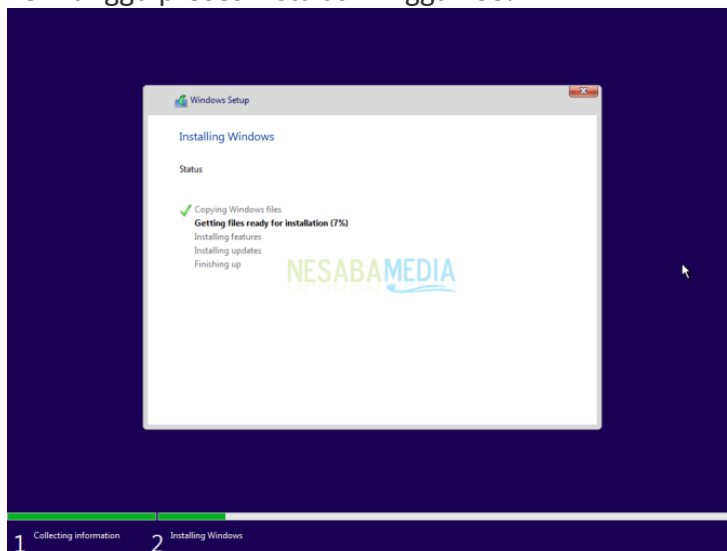 Windows Setup
Installing Windows
Status
Copying Windows files
Getting files ready for installation (7%)
Installing features
Installing updates
Finishing up
NESABAMEDIA
1 Collecting information 2 Installing Windows